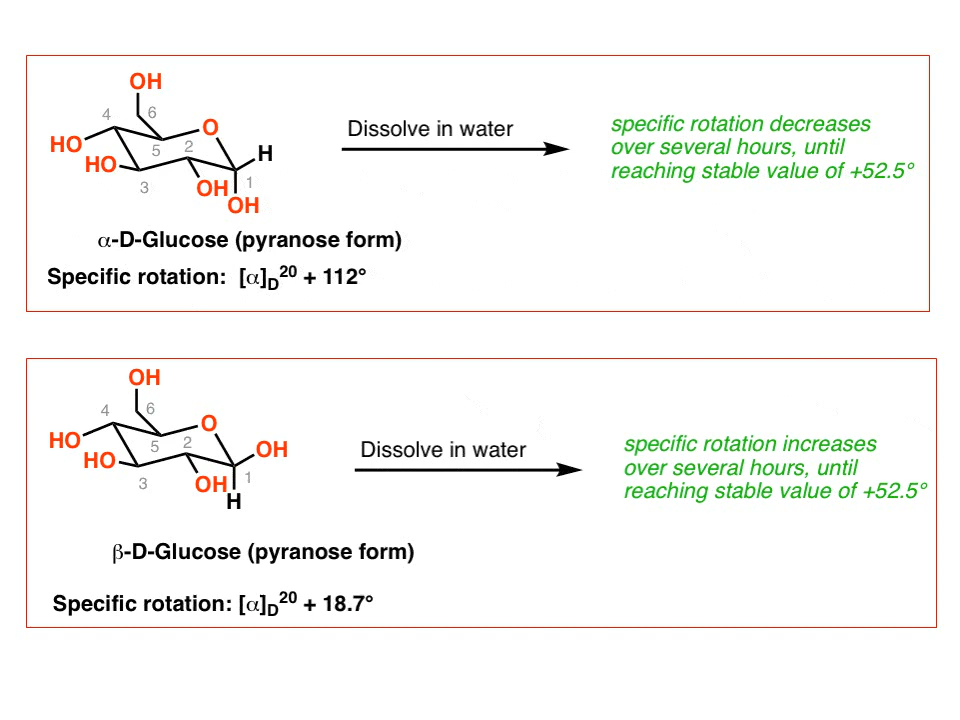 OH
4
6
HO
O
5
2
H
HO
3
OH
1
OH
Dissolve in water
specific rotation decreases
over several hours, until
reaching stable value of +52.5°
α-D-Glucose (pyranose form)
Specific rotation: [α]D20 + 112°
OH
4
6
HO
O
5
2
OH
HO
3
OH
1
H
Dissolve in water
specific rotation increases
over several hours, until
reaching stable value of +52.5°
β-D-Glucose (pyranose form)
Specific rotation: [α]D20 + 18.7°